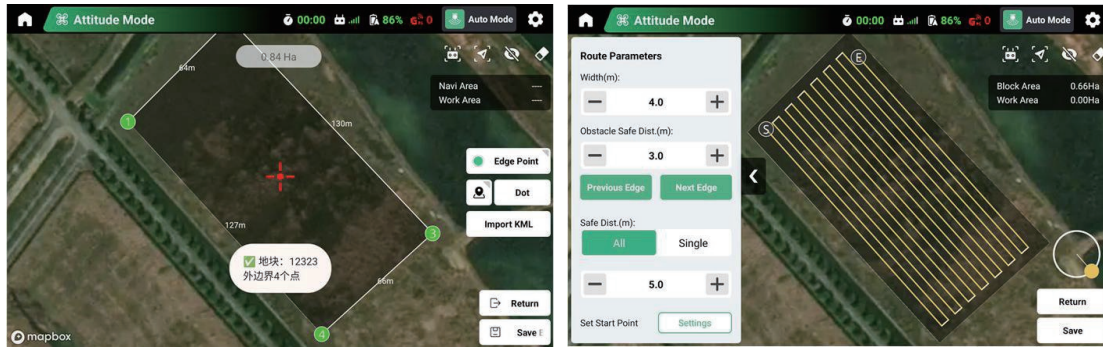 Attitude Mode
00:00
86%
0
Auto Mode
64m
0.84 Ha
Navi Area ----
Work Area ----
1
130m
Edge Point
Dot
Import KML
127m
3
✅ 地块：12323
外边界4个点
66m
4
Return
Save
mapbox
Attitude Mode
00:00
86%
0
Auto Mode
Route Parameters
Width(m):
— 4.0 +
Obstacle Safe Dist.(m):
— 3.0 +
Previous Edge Next Edge
Safe Dist.(m):
All Single
— 5.0 +
Set Start Point Settings
E
S
Block Area 0.66Ha
Work Area 0.00Ha
Return
Save